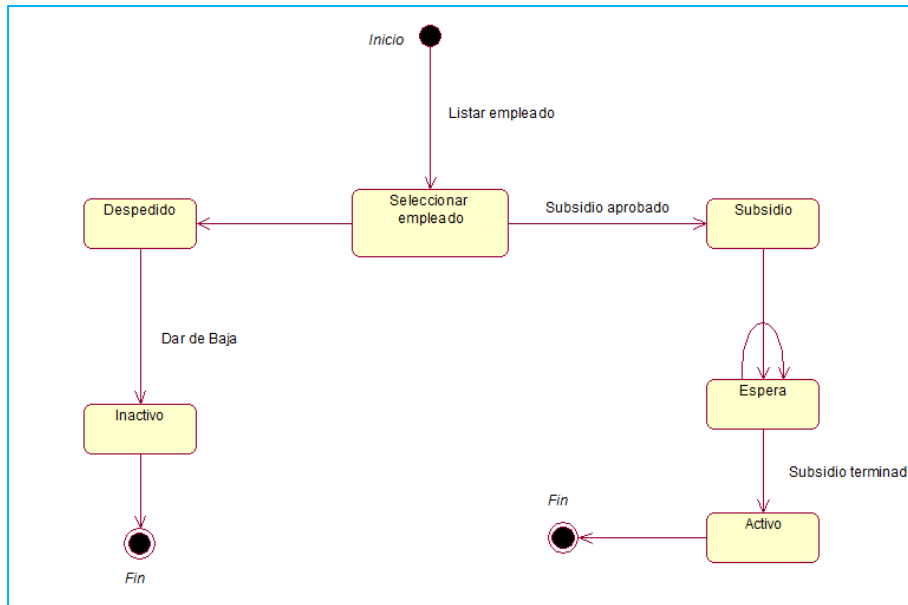 Inicio
Listar empleado
Despedido
Seleccionar
empleado
Subsidio aprobado
Subsidio
Dar de Baja
Inactivo
Espera
Subsidio terminad
Fin
Activo
Fin